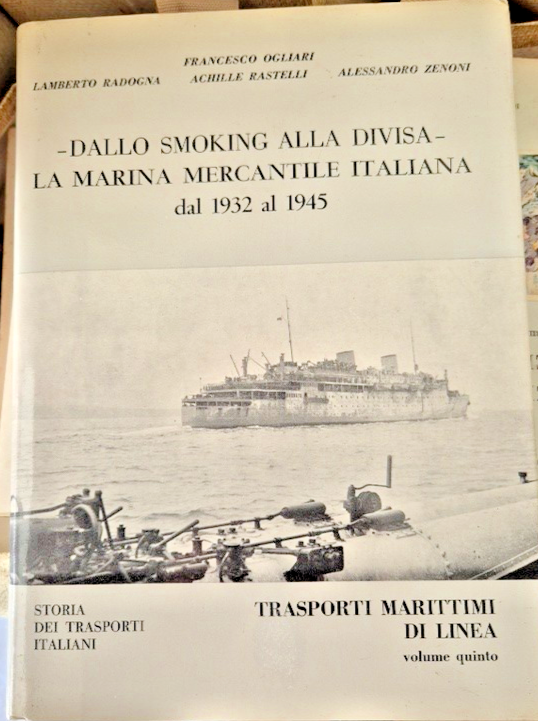 FRANCESCO OGLIARI
LAMBERTO RADOGNA ACHILLE RASTELLI ALESSANDRO ZENONI
-DALLO SMOKING ALLA DIVISA-
LA MARINA MERCANTILE ITALIANA
dal 1932 al 1945
STORIA
DEI TRASPORTI
ITALIANI
TRASPORTI MARITTIMI
DI LINEA
volume quinto